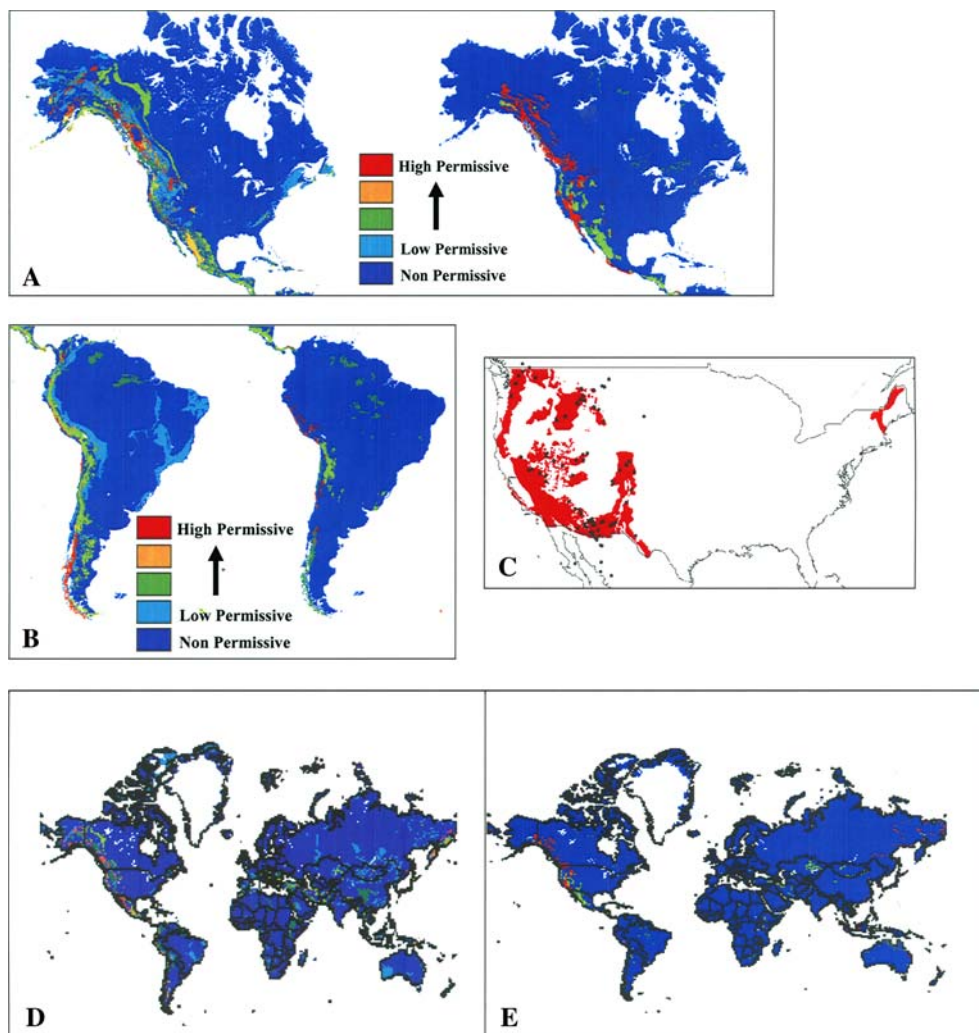 High Permissive
Low Permissive
Non Permissive
A
High Permissive
Low Permissive
Non Permissive
B
C
D
E